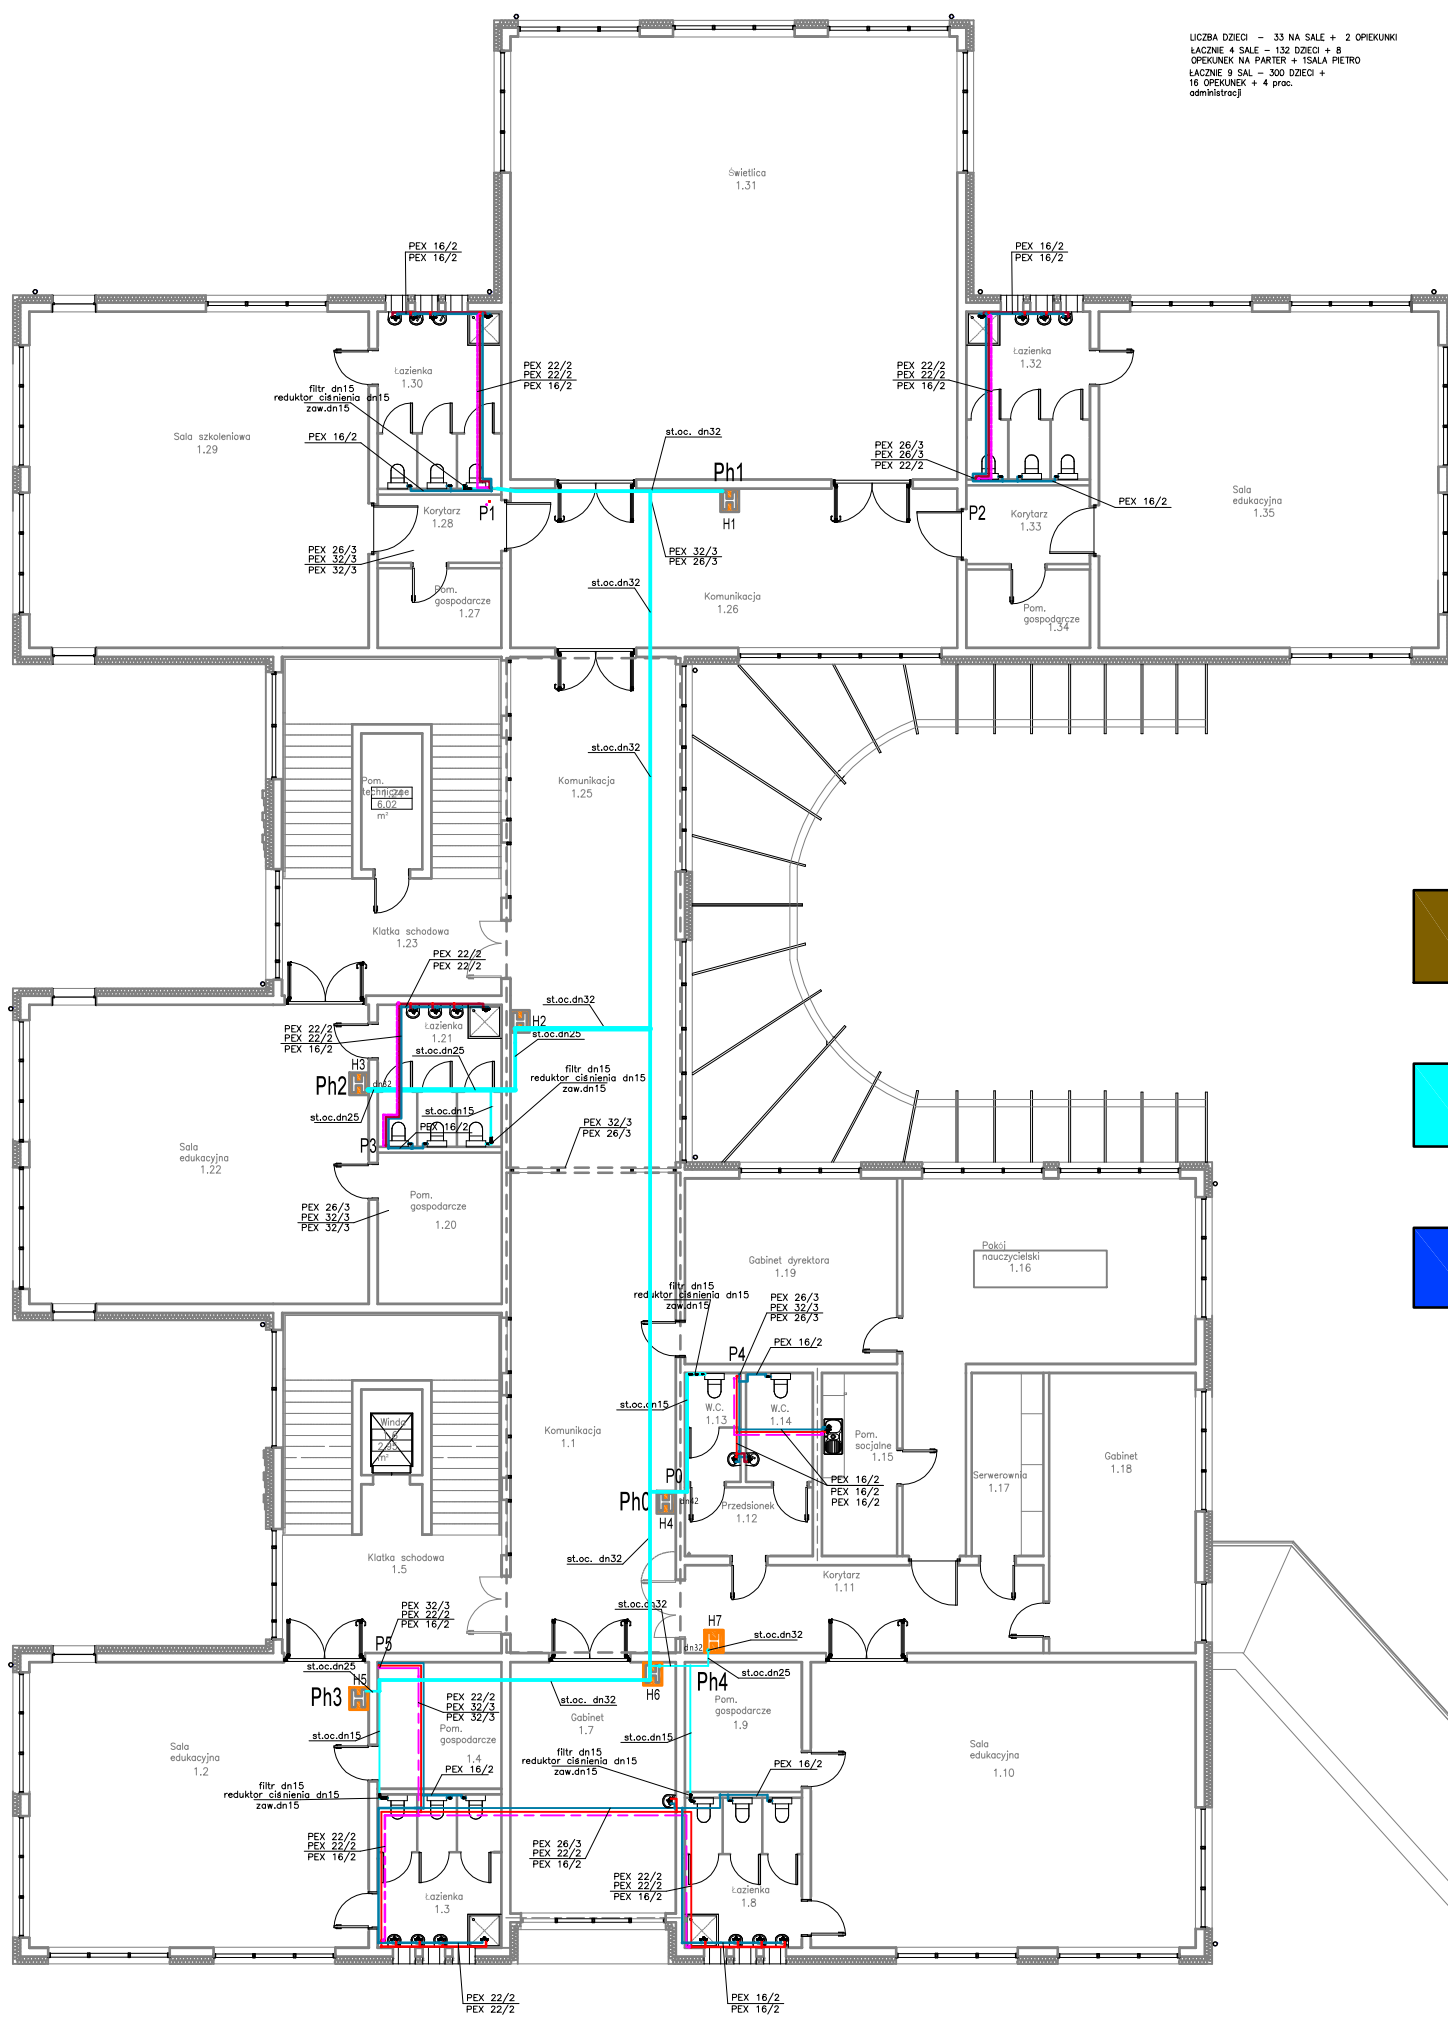 LICZBA DZIECI - 33 NA SALE + 2 OPIEKUNKI
ŁACZNIE 4 SALE - 132 DZIECI + 8
OPEKUNEK NA PARTER + 1SALA PIETRO
ŁACZNIE 9 SAL - 300 DZIECI +
16 OPEKUNEK + 4 prac.
administracji
Świetlica
1.31
PEX 16/2
PEX 16/2
PEX 16/2
PEX 16/2
Łazienka
1.30
PEX 22/2
PEX 22/2
PEX 16/2
filtr dn15
reduktor ciśnienia dn15
zaw.dn15
PEX 16/2
Sala szkoleniowa
1.29
Łazienka
1.32
PEX 22/2
PEX 22/2
PEX 16/2
st.oc. dn32
PEX 26/3
PEX 26/3
PEX 22/2
Ph1
H1
P1
P2
PEX 16/2
Korytarz
1.28
Korytarz
1.33
Sala
edukacyjna
1.35
PEX 26/3
PEX 32/3
PEX 32/3
PEX 32/3
PEX 26/3
st.oc.dn32
Pom.
gospodarcze
1.27
Komunikacja
1.26
Pom.
gospodarcze
1.34
st.oc.dn32
Komunikacja
1.25
Pom.
techniczne
6.02
m²
Klatka schodowa
1.23
PEX 22/2
PEX 22/2
st.oc.dn32
H2
st.oc.dn25
PEX 22/2
PEX 22/2
PEX 16/2
Łazienka
1.21
st.oc.dn25
H3
Ph2
dn32
st.oc.dn25
filtr dn15
reduktor ciśnienia dn15
zaw.dn15
st.oc.dn15
PEX 16/2
P3
PEX 32/3
PEX 26/3
Sala
edukacyjna
1.22
PEX 26/3
PEX 32/3
PEX 32/3
Pom.
gospodarcze
1.20
Gabinet dyrektora
1.19
Pokój
nauczycielski
1.16
filtr dn15
reduktor ciśnienia dn15
zaw.dn15
PEX 26/3
PEX 32/3
PEX 26/3
P4
PEX 16/2
st.oc.dn15
W.C.
1.13
W.C.
1.14
Winda
m²
Komunikacja
1.1
Pom.
socjalne
1.15
Serwerownia
1.17
Gabinet
1.18
P0
Ph0
dn42
H4
PEX 16/2
PEX 16/2
PEX 16/2
Przedsionek
1.12
st.oc. dn32
Klatka schodowa
1.5
Korytarz
1.11
PEX 32/3
PEX 22/2
PEX 16/2
st.oc.dn32
H7
st.oc.dn32
dn32
P5
st.oc.dn25
H5
Ph3
H6
Ph4
st.oc.dn25
st.oc. dn32
PEX 22/2
PEX 32/3
PEX 32/3
Gabinet
1.7
Pom.
gospodarcze
1.9
st.oc.dn15
st.oc.dn15
Pom.
gospodarcze
1.4
Sala
edukacyjna
1.2
Sala
edukacyjna
1.10
filtr dn15
reduktor ciśnienia dn15
zaw.dn15
PEX 16/2
filtr dn15
reduktor ciśnienia dn15
zaw.dn15
PEX 16/2
PEX 22/2
PEX 22/2
PEX 16/2
PEX 26/3
PEX 22/2
PEX 16/2
PEX 22/2
PEX 22/2
PEX 16/2
Łazienka
1.3
Łazienka
1.8
PEX 22/2
PEX 22/2
PEX 16/2
PEX 16/2